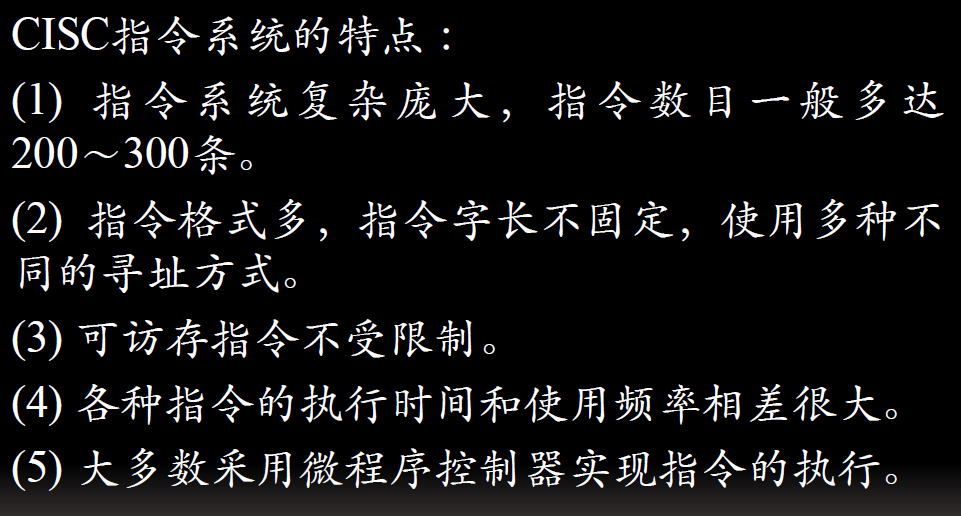 CISC指令系统的特点：
(1) 指令系统复杂庞大，指令数目一般多达
200～300条。
(2) 指令格式多，指令字长不固定，使用多种不
同的寻址方式。
(3) 可访存指令不受限制。
(4) 各种指令的执行时间和使用频率相差很大。
(5) 大多数采用微程序控制器实现指令的执行。